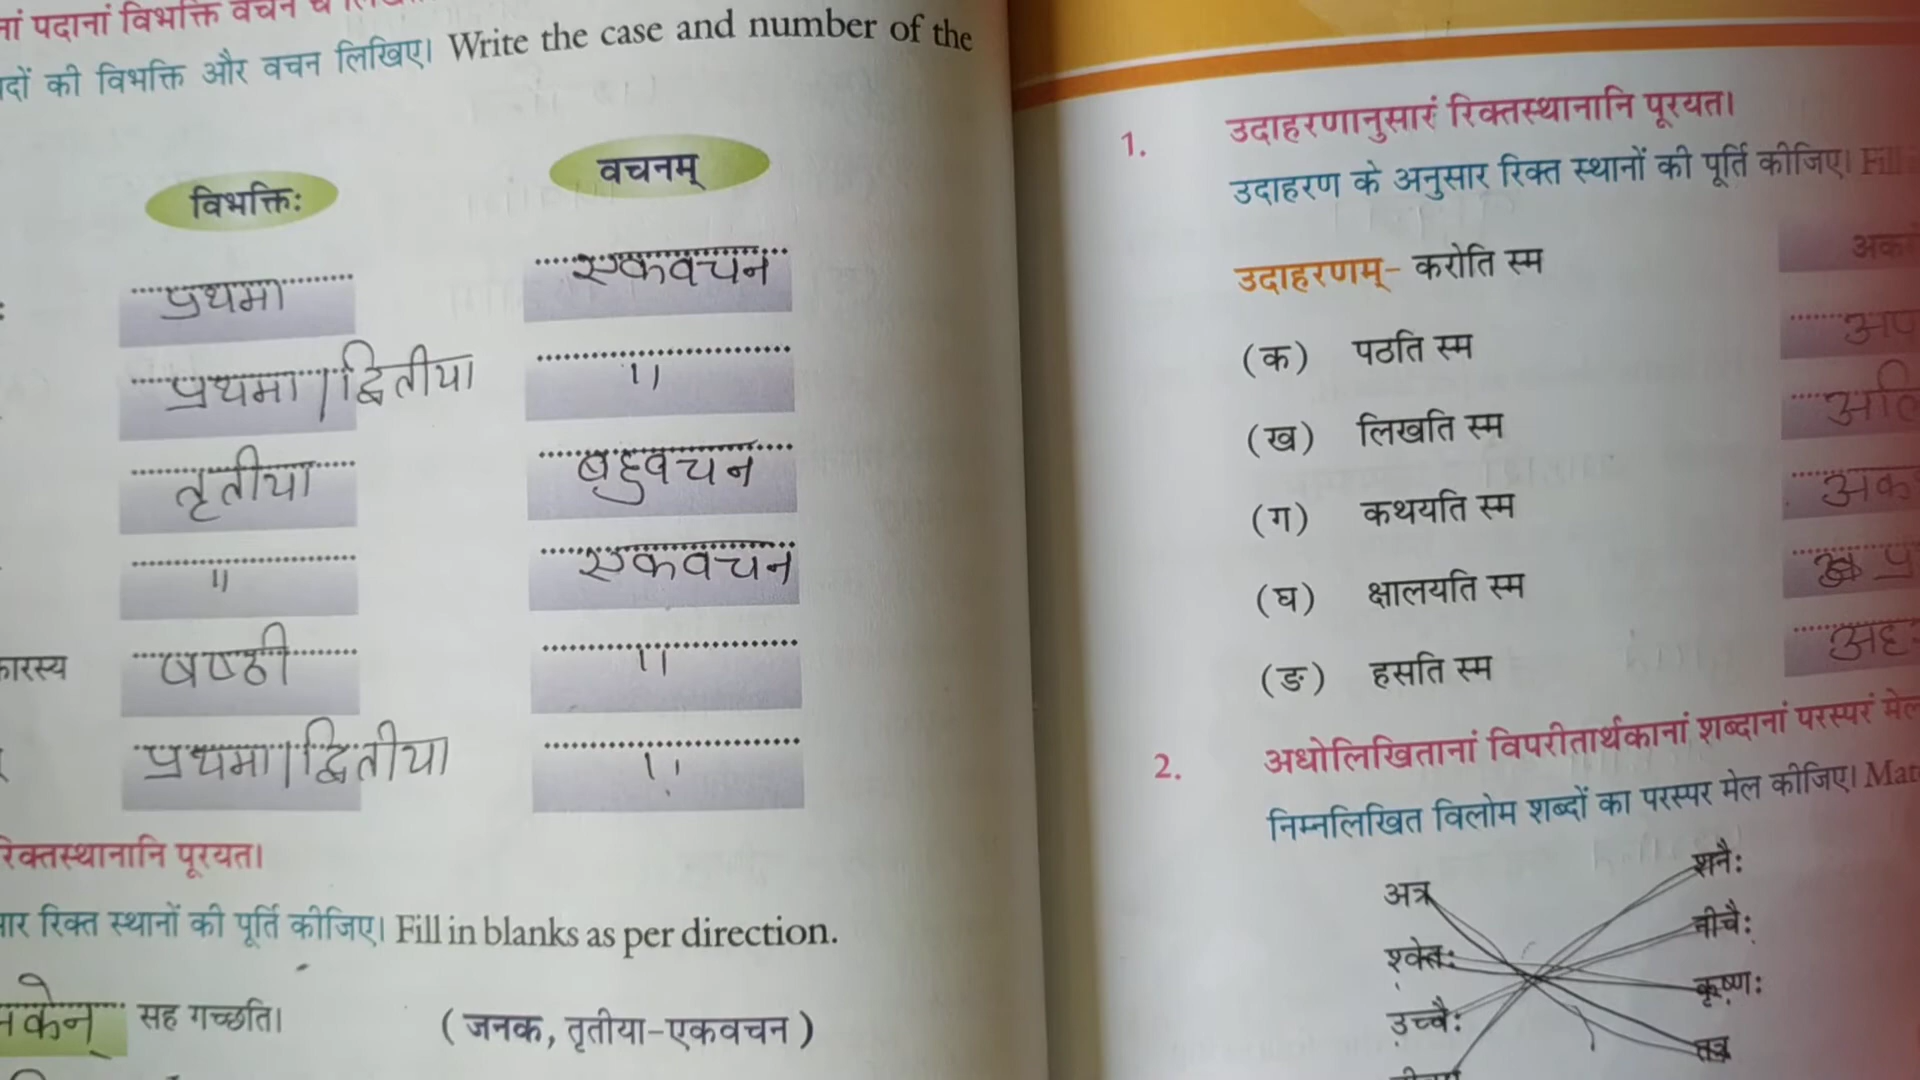 पदानां विभक्ति वचनं च
की विभक्ति और वचन लिखिए। Write the case and number of the
विभक्तिः वचनम्
प्रथमा एकवचन
प्रथमा/द्वितीया "
तृतीया बहुवचन
" एकवचन
षष्ठी "
प्रथमा/द्वितीया "
रिक्तस्थानानि पूरयत।
रिक्त स्थानों की पूर्ति कीजिए। Fill in blanks as per direction.
सह गच्छति। (जनक, तृतीया-एकवचन)
1. उदाहरणानुसारं रिक्तस्थानानि पूरयत।
उदाहरण के अनुसार रिक्त स्थानों की पूर्ति कीजिए। Fill
उदाहरणम्- करोति स्म
(क) पठति स्म
(ख) लिखति स्म
(ग) कथयति स्म
(घ) क्षालयति स्म
(ङ) हसति स्म
2. अधोलिखितानां विपरीतार्थकानां शब्दानां परस्परं
निम्नलिखित विलोम शब्दों का परस्पर मेल कीजिए।
अत्र शनैः
श्वेतः नीचैः
उच्चैः कृष्णः
तत्र